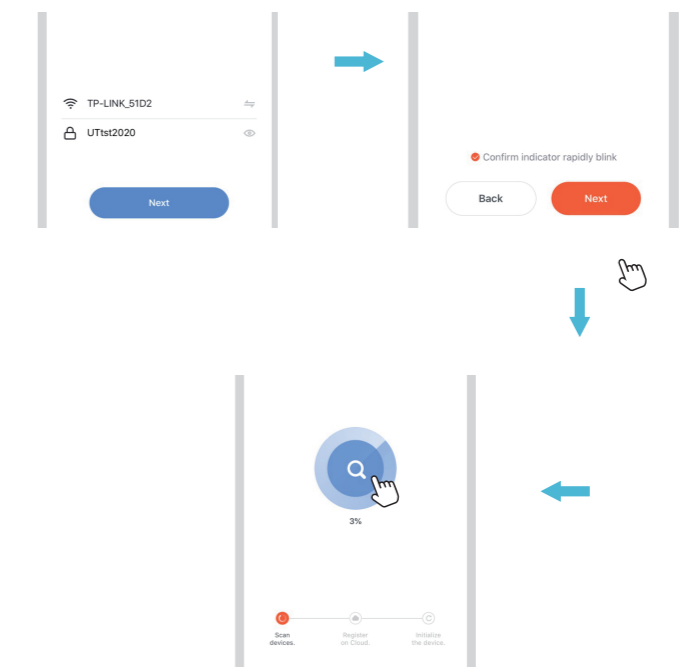 TP-LINK_51D2
UTtst2020
Next
Confirm indicator rapidly blink
Back
Next
3%
Scan
devices.
Register
on Cloud.
Initialize
the device.